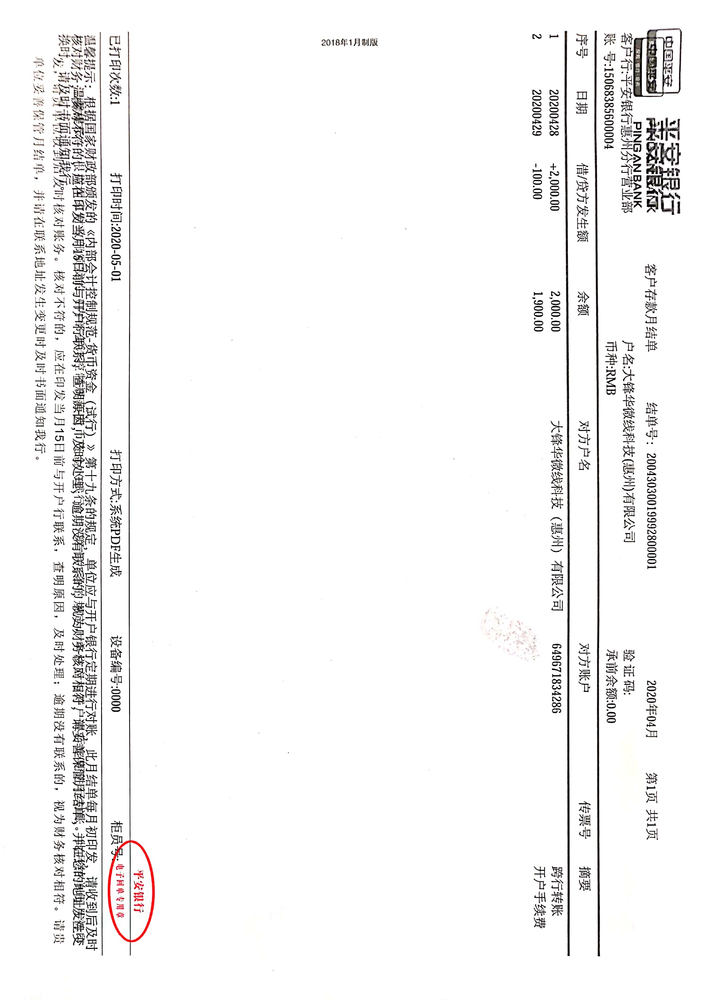 中国平安
平安银行
PING AN BANK
客户存款月结单 结单号: 20043030019992800001 2020年04月 第1页 共1页
客户行:平安银行惠州分行营业部 户名:大锋华微线科技(惠州)有限公司 验 证 码:
账 号:15068385600004 币种:RMB 承前余额:0.00
序号 日期 借/贷方发生额 余额 对方户名 对方账户 传票号 摘要
1 20200428 +2,000.00 2,000.00 大锋华微线科技（惠州）有限公司 649671834286 跨行转账
2 20200429 -100.00 1,900.00 开户手续费
2018年1月制版
平安银行
电子回单专用章
已打印次数:1 打印时间:2020-05-01 打印方式:系统PDF生成 设备编号:0000 柜员号:
温馨提示：根据国家财政部颁发的《内部会计控制规范-货币资金（试行）》第十九条的规定，单位应与开户银行定期进行对账，此月结单每月初印发，请收到后及时
发，请贵单位收到后及时核对账务。核对不符的，应在印发当月15日前与开户行联系，查明原因，及时处理；逾期没有联系的，视为财务核对相符。请贵
单位妥善保管月结单，并请在联系地址发生变更时及时书面通知我行。